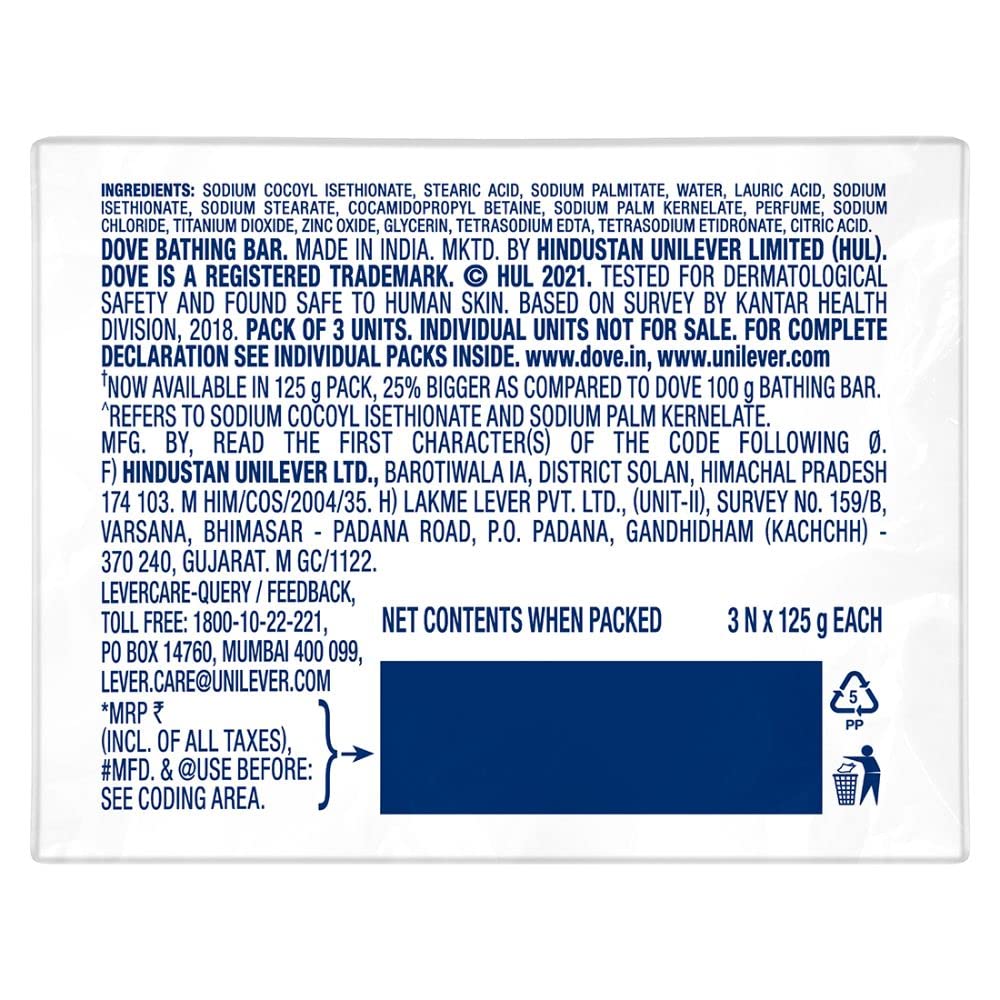 INGREDIENTS: SODIUM COCOYL ISETHIONATE, STEARIC ACID, SODIUM PALMITATE, WATER, LAURIC ACID, SODIUM
ISETHIONATE, SODIUM STEARATE, COCAMIDOPROPYL BETAINE, SODIUM PALM KERNELATE, PERFUME, SODIUM
CHLORIDE, TITANIUM DIOXIDE, ZINC OXIDE, GLYCERIN, TETRASODIUM EDTA, TETRASODIUM ETIDRONATE, CITRIC ACID.
DOVE BATHING BAR. MADE IN INDIA. MKTD. BY HINDUSTAN UNILEVER LIMITED (HUL).
DOVE IS A REGISTERED TRADEMARK. © HUL 2021. TESTED FOR DERMATOLOGICAL
SAFETY AND FOUND SAFE TO HUMAN SKIN. BASED ON SURVEY BY KANTAR HEALTH
DIVISION, 2018. PACK OF 3 UNITS. INDIVIDUAL UNITS NOT FOR SALE. FOR COMPLETE
DECLARATION SEE INDIVIDUAL PACKS INSIDE. www.dove.in, www.unilever.com
†NOW AVAILABLE IN 125 g PACK, 25% BIGGER AS COMPARED TO DOVE 100 g BATHING BAR.
^REFERS TO SODIUM COCOYL ISETHIONATE AND SODIUM PALM KERNELATE.
MFG. BY, READ THE FIRST CHARACTER(S) OF THE CODE FOLLOWING Ø.
F) HINDUSTAN UNILEVER LTD., BAROTIWALA IA, DISTRICT SOLAN, HIMACHAL PRADESH
174 103. M HIM/COS/2004/35. H) LAKME LEVER PVT. LTD., (UNIT-II), SURVEY No. 159/B,
VARSANA, BHIMASAR - PADANA ROAD, P.O. PADANA, GANDHIDHAM (KACHCHH) -
370 240, GUJARAT. M GC/1122.
LEVERCARE-QUERY / FEEDBACK,
TOLL FREE: 1800-10-22-221,
PO BOX 14760, MUMBAI 400 099,
LEVER.CARE@UNILEVER.COM
NET CONTENTS WHEN PACKED 3 N x 125 g EACH
*MRP ₹
(INCL. OF ALL TAXES),
#MFD. & @USE BEFORE:
SEE CODING AREA.
5
PP